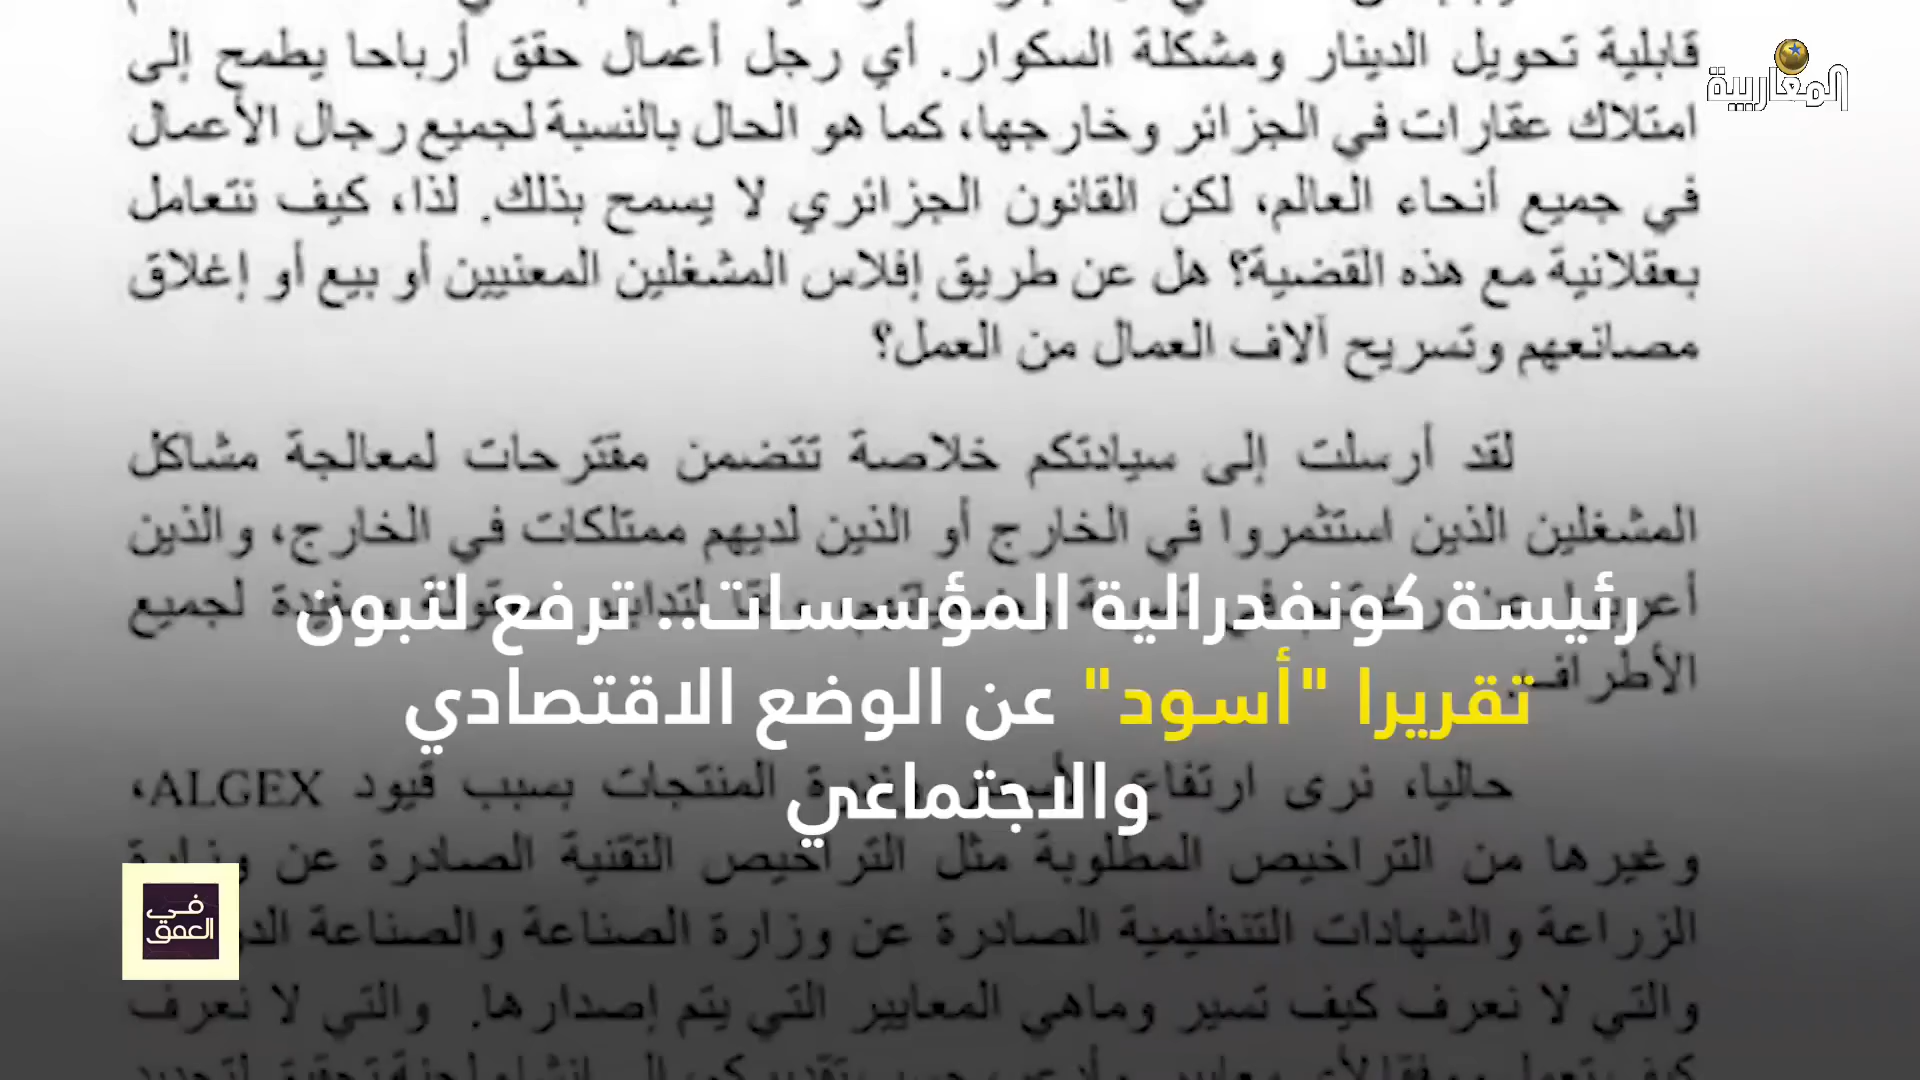 قابلية تحويل الدينار ومشكلة السكوار. أي رجل أعمال حقق أرباحا يطمح إلى
امتلاك عقارات في الجزائر وخارجها، كما هو الحال بالنسبة لجميع رجال الأعمال
في جميع أنحاء العالم، لكن القانون الجزائري لا يسمح بذلك. لذا، كيف نتعامل
بعقلانية مع هذه القضية؟ هل عن طريق إفلاس المشغلين المعنيين أو بيع أو إغلاق
مصانعهم وتسريح آلاف العمال من العمل؟
لقد أرسلت إلى سيادتكم خلاصة تتضمن مقترحات لمعالجة مشاكل
المشغلين الذين استثمروا في الخارج أو الذين لديهم ممتلكات في الخارج، والذين
لجميع
الأطراف
حاليا، نرى ارتفاع المنتجات بسبب قيود ALGEX،
وغيرها من التراخيص المطلوبة مثل التراخيص التقنية الصادرة عن وزارة
الزراعة والشهادات التنظيمية الصادرة عن وزارة الصناعة والصناعة
والتي لا نعرف كيف تسير وماهي المعايير التي يتم إصدارها. والتي لا نعرف
المغاربية
رئيسة كونفدرالية المؤسسات.. ترفع لتبون
تقريرا "أسود" عن الوضع الاقتصادي
والاجتماعي
في
العمق